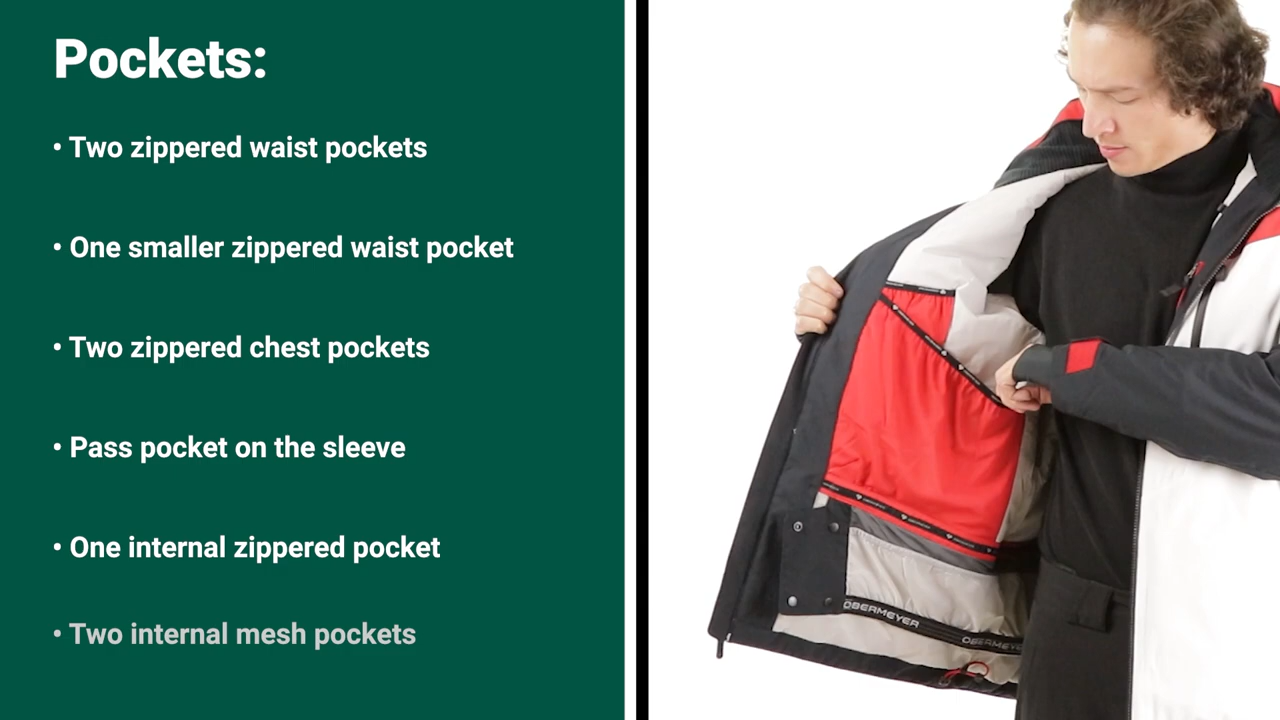 Pockets:
• Two zippered waist pockets
• One smaller zippered waist pocket
• Two zippered chest pockets
• Pass pocket on the sleeve
• One internal zippered pocket
• Two internal mesh pockets
OBERMEYER OBERMEYER